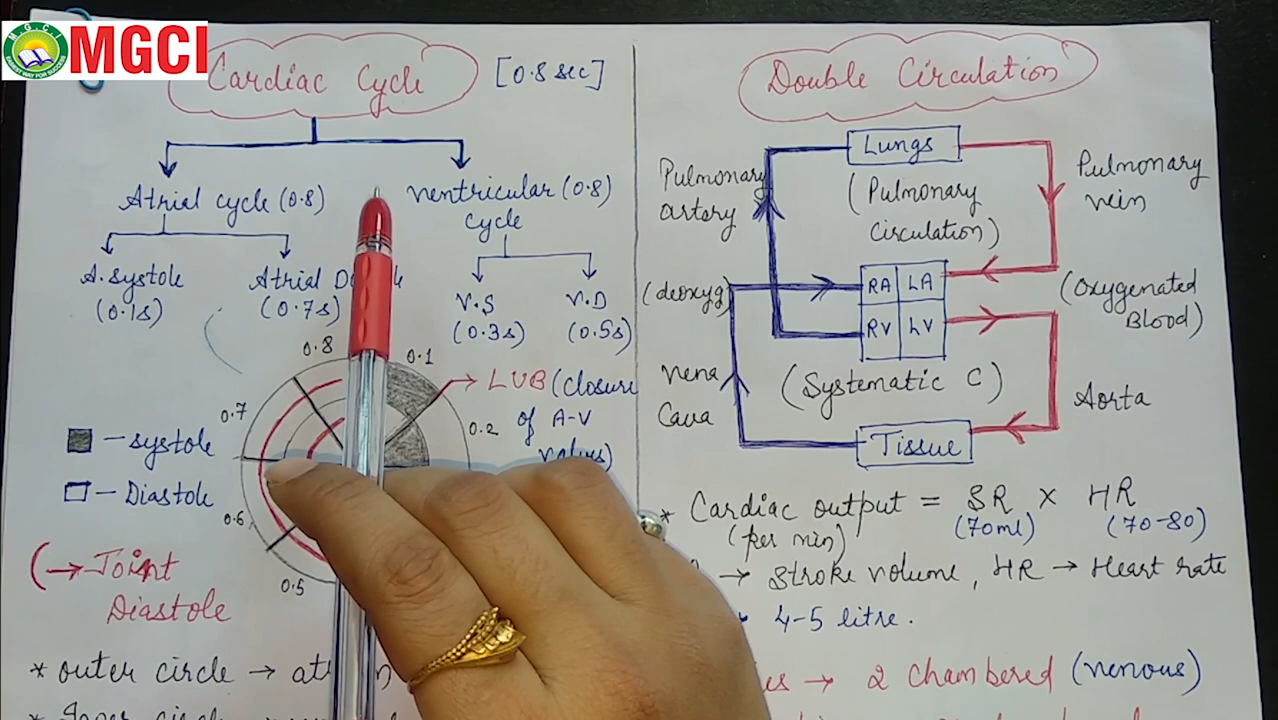 M.G.C.I.
MGCI
Cardiac Cycle [0.8 sec]
Atrial cycle (0.8)
ventricular (0.8)
cycle
A. systole
(0.1s)
Atrial
(0.7s)
V.S
(0.3s)
V.D
(0.5s)
0.8
0.1
0.7
0.2
0.6
0.5
LUB (closure
of A-V
valves)
- systole
- Diastole
( → Joint
Diastole
* outer circle →
Double Circulation
Lungs
(Pulmonary
circulation)
Pulmonary
artery
Pulmonary
vein
(deoxyg)
RA LA
RV LV
(Oxygenated
Blood)
vena
Cava
(Systematic C)
Aorta
Tissue
* Cardiac output = SR × HR
(per min) (70ml) (70-80)
→ Stroke volume, HR → Heart rate
4-5 litre.
→ 2 chambered (venous)